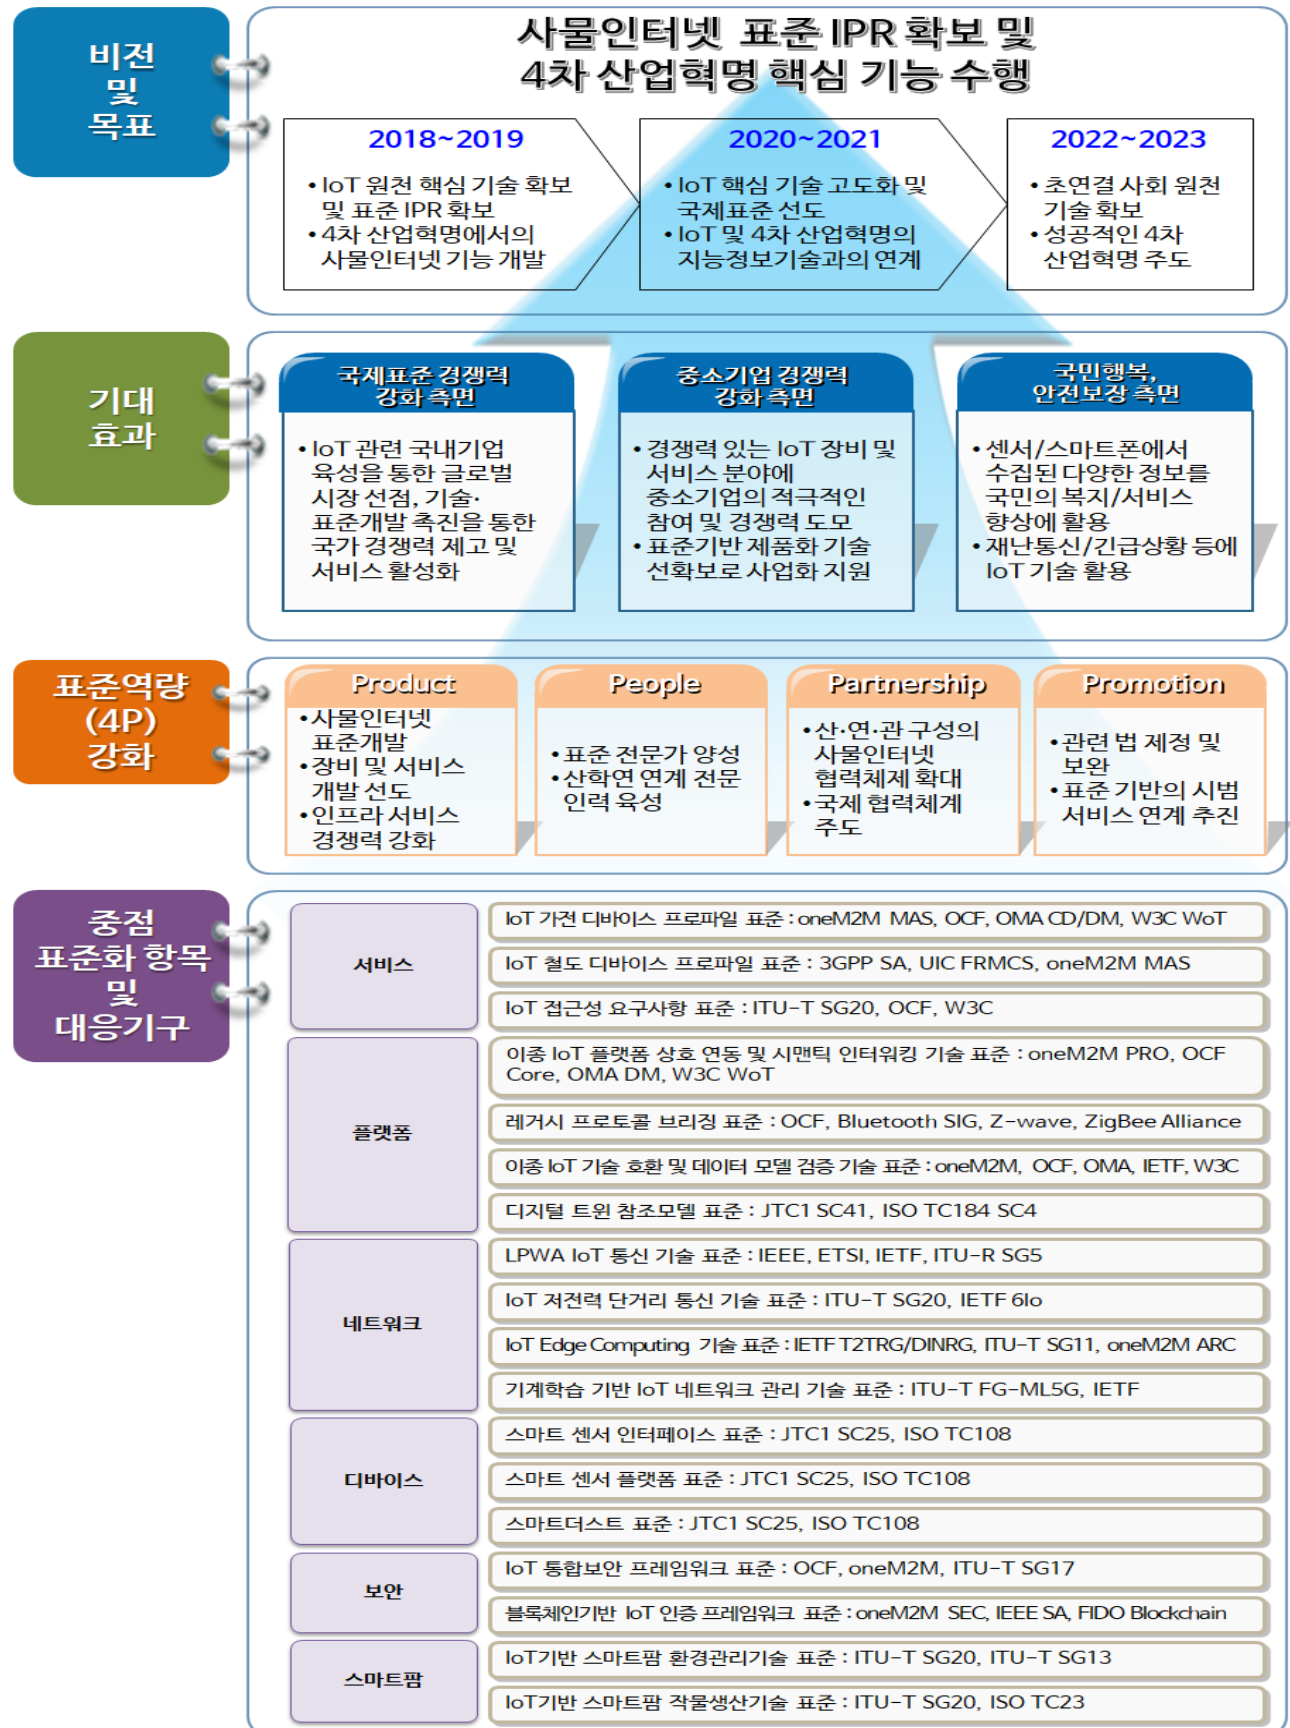 비전
및
목표
사물인터넷 표준 IPR 확보 및
4차 산업혁명 핵심 기능 수행
2018~2019
• IoT 원천 핵심 기술 확보
및 표준 IPR 확보
• 4차 산업혁명에서의
사물인터넷 기능 개발
2020~2021
• IoT 핵심 기술 고도화 및
국제표준 선도
• IoT 및 4차 산업혁명의
지능정보기술과의 연계
2022~2023
• 초연결 사회 원천
기술 확보
• 성공적인 4차
산업혁명 주도
기대
효과
국제표준 경쟁력
강화 측면
• IoT 관련 국내기업
육성을 통한 글로벌
시장 선점, 기술·
표준개발 촉진을 통한
국가 경쟁력 제고 및
서비스 활성화
중소기업 경쟁력
강화 측면
• 경쟁력 있는 IoT 장비 및
서비스 분야에
중소기업의 적극적인
참여 및 경쟁력 도모
• 표준기반 제품화 기술
선확보로 사업화 지원
국민행복,
안전보장 측면
• 센서/스마트폰에서
수집된 다양한 정보를
국민의 복지/서비스
향상에 활용
• 재난통신/긴급상황 등에
IoT 기술 활용
표준역량
(4P)
강화
Product
• 사물인터넷
표준개발
• 장비 및 서비스
개발 선도
• 인프라 서비스
경쟁력 강화
People
• 표준 전문가 양성
• 산학연 연계 전문
인력 육성
Partnership
• 산·연·관 구성의
사물인터넷
협력체제 확대
• 국제 협력체계
주도
Promotion
• 관련 법 제정 및
보완
• 표준 기반의 시범
서비스 연계 추진
중점
표준화 항목
및
대응기구
서비스
IoT 가전 디바이스 프로파일 표준 : oneM2M MAS, OCF, OMA CD/DM, W3C WoT
IoT 철도 디바이스 프로파일 표준 : 3GPP SA, UIC FRMCS, oneM2M MAS
IoT 접근성 요구사항 표준 : ITU-T SG20, OCF, W3C
플랫폼
이종 IoT 플랫폼 상호 연동 및 시맨틱 인터워킹 기술 표준 : oneM2M PRO, OCF
Core, OMA DM, W3C WoT
레거시 프로토콜 브리징 표준 : OCF, Bluetooth SIG, Z-wave, ZigBee Alliance
이종 IoT 기술 호환 및 데이터 모델 검증 기술 표준 : oneM2M, OCF, OMA, IETF, W3C
디지털 트윈 참조모델 표준 : JTC1 SC41, ISO TC184 SC4
네트워크
LPWA IoT 통신 기술 표준 : IEEE, ETSI, IETF, ITU-R SG5
IoT 저전력 단거리 통신 기술 표준 : ITU-T SG20, IETF 6lo
IoT Edge Computing 기술 표준 : IETF T2TRG/DINRG, ITU-T SG11, oneM2M ARC
기계학습 기반 IoT 네트워크 관리 기술 표준 : ITU-T FG-ML5G, IETF
디바이스
스마트 센서 인터페이스 표준 : JTC1 SC25, ISO TC108
스마트 센서 플랫폼 표준 : JTC1 SC25, ISO TC108
스마트더스트 표준 : JTC1 SC25, ISO TC108
보안
IoT 통합보안 프레임워크 표준 : OCF, oneM2M, ITU-T SG17
블록체인기반 IoT 인증 프레임워크 표준 : oneM2M SEC, IEEE SA, FIDO Blockchain
스마트팜
IoT기반 스마트팜 환경관리기술 표준 : ITU-T SG20, ITU-T SG13
IoT기반 스마트팜 작물생산기술 표준 : ITU-T SG20, ISO TC23